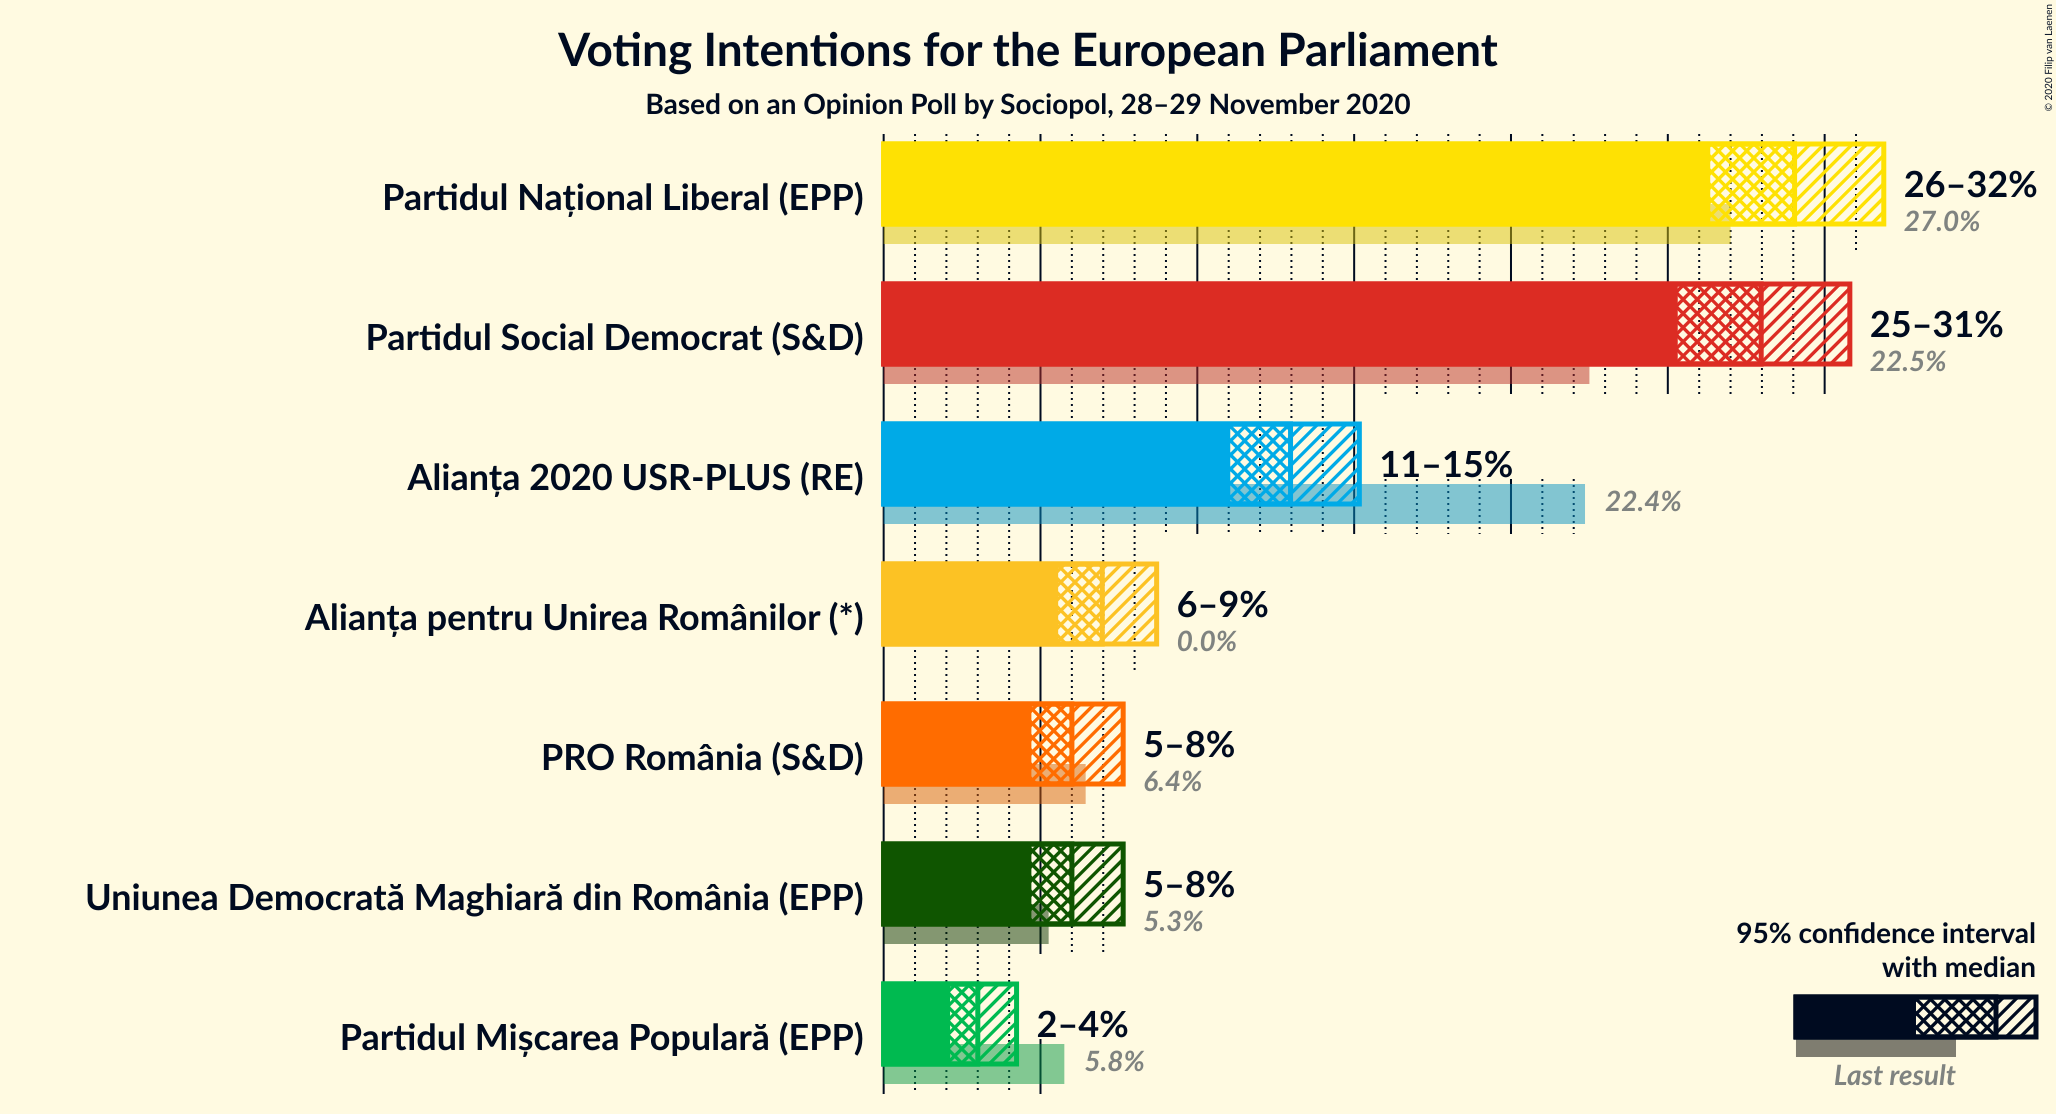 Voting Intentions for the European Parliament
Based on an Opinion Poll by Sociopol, 28–29 November 2020
© 2020 Filip van Laenen
Partidul Național Liberal (EPP)
26–32%
27.0%
Partidul Social Democrat (S&D)
25–31%
22.5%
Alianța 2020 USR-PLUS (RE)
11–15%
22.4%
Alianța pentru Unirea Românilor (*)
6–9%
0.0%
PRO România (S&D)
5–8%
6.4%
Uniunea Democrată Maghiară din România (EPP)
5–8%
5.3%
Partidul Mișcarea Populară (EPP)
2–4%
5.8%
95% confidence interval
with median
Last result